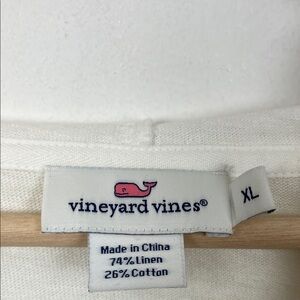 vineyard vines®
XL
Made in China
74% Linen
26% Cotton